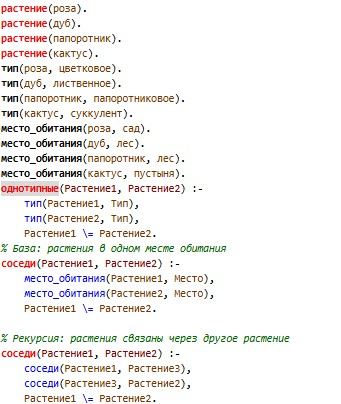 растение(роза).
растение(дуб).
растение(папоротник).
растение(кактус).
тип(роза, цветковое).
тип(дуб, лиственное).
тип(папоротник, папоротниковое).
тип(кактус, суккулент).
место_обитания(роза, сад).
место_обитания(дуб, лес).
место_обитания(папоротник, лес).
место_обитания(кактус, пустыня).
однотипные(Растение1, Растение2) :-
    тип(Растение1, Тип),
    тип(Растение2, Тип),
    Растение1 \= Растение2.
% База: растения в одном месте обитания
соседи(Растение1, Растение2) :-
    место_обитания(Растение1, Место),
    место_обитания(Растение2, Место),
    Растение1 \= Растение2.
% Рекурсия: растения связаны через другое растение
соседи(Растение1, Растение2) :-
    соседи(Растение1, Растение3),
    соседи(Растение3, Растение2),
    Растение1 \= Растение2.